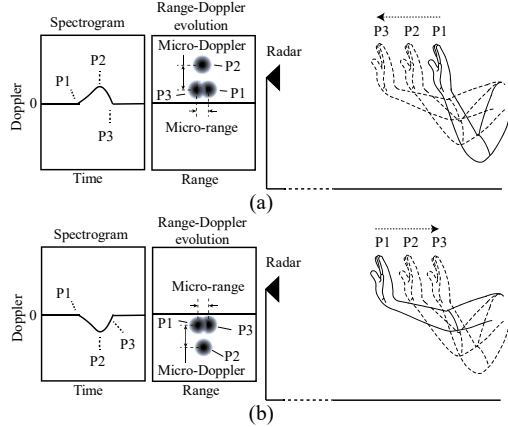 Spectrogram
Range-Doppler
evolution
Micro-Doppler
P1
P2
P3
P2
P3
P1
Micro-range
Doppler
0
Time
Range
Radar
P3
P2
P1
(a)
Spectrogram
Range-Doppler
evolution
Micro-range
P1
P2
P3
P1
P3
P2
Micro-Doppler
Doppler
0
Time
Range
Radar
P1
P2
P3
(b)